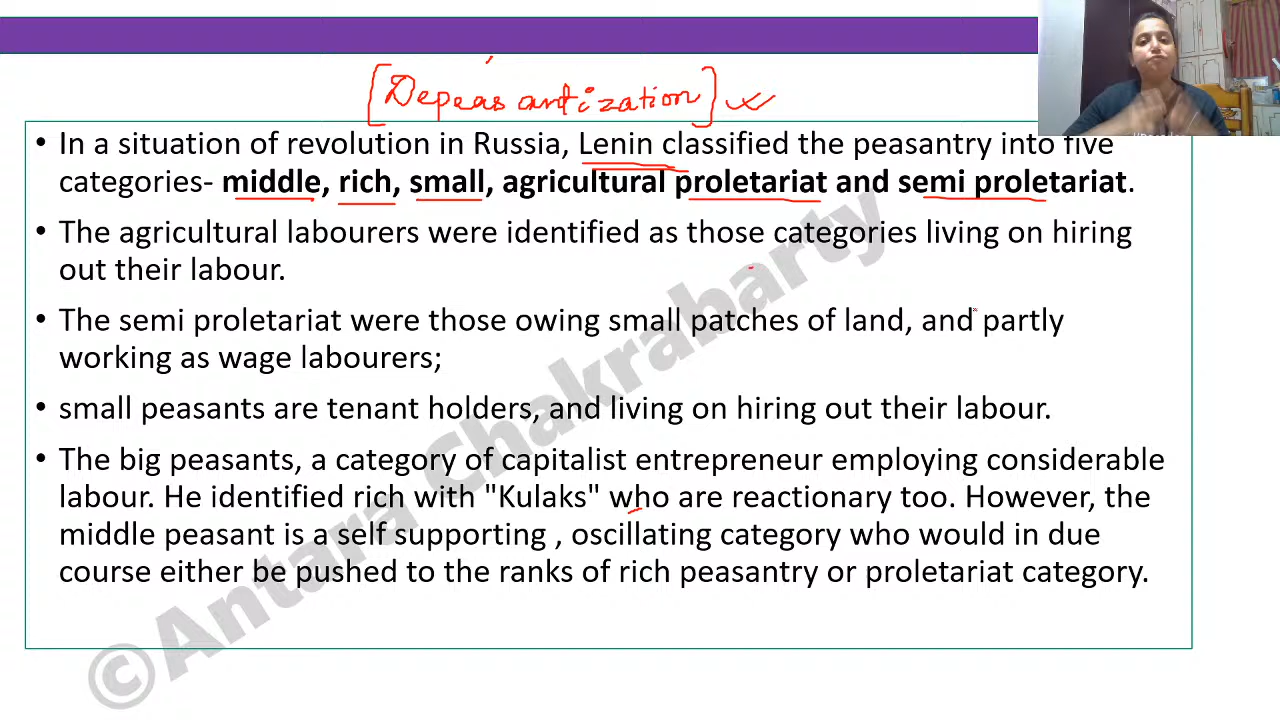 [Depeasantization]
• In a situation of revolution in Russia, Lenin classified the peasantry into five
categories- middle, rich, small, agricultural proletariat and semi proletariat.
• The agricultural labourers were identified as those categories living on hiring
out their labour.
• The semi proletariat were those owing small patches of land, and partly
working as wage labourers;
• small peasants are tenant holders, and living on hiring out their labour.
• The big peasants, a category of capitalist entrepreneur employing considerable
labour. He identified rich with "Kulaks" who are reactionary too. However, the
middle peasant is a self supporting , oscillating category who would in due
course either be pushed to the ranks of rich peasantry or proletariat category.
©Antara Chakraharty